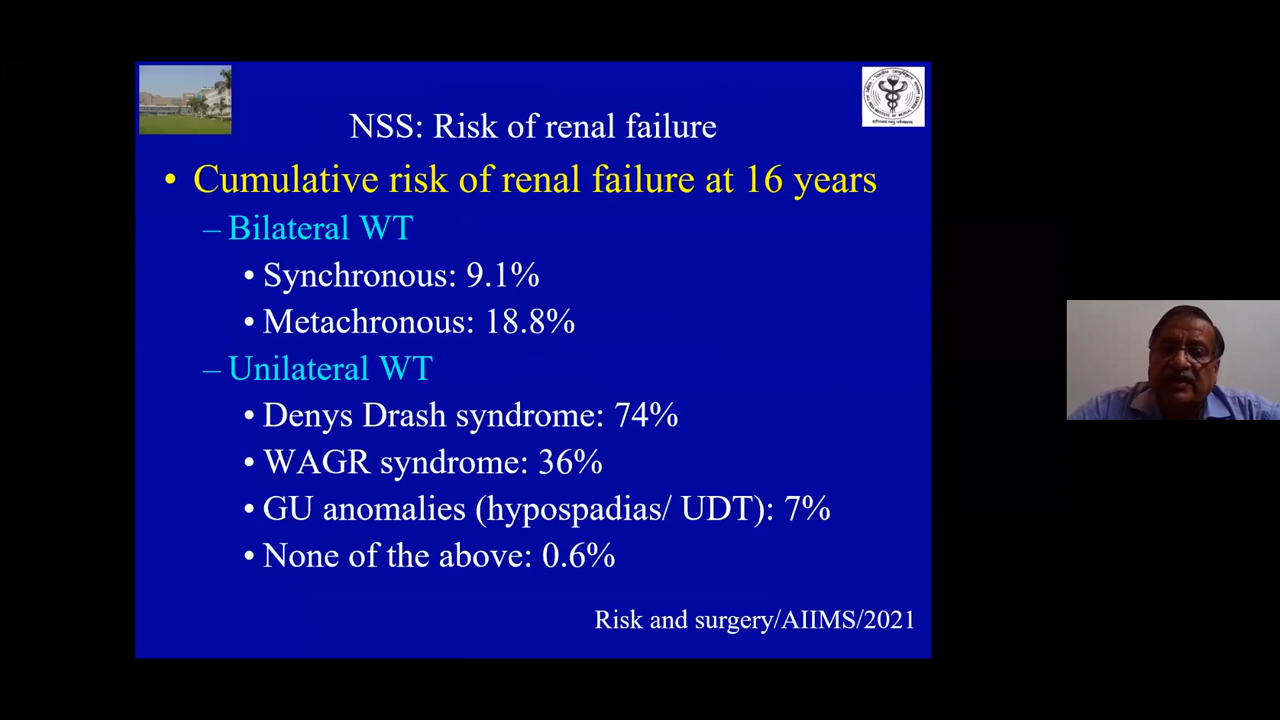 NSS: Risk of renal failure
• Cumulative risk of renal failure at 16 years
– Bilateral WT
• Synchronous: 9.1%
• Metachronous: 18.8%
– Unilateral WT
• Denys Drash syndrome: 74%
• WAGR syndrome: 36%
• GU anomalies (hypospadias/ UDT): 7%
• None of the above: 0.6%
Risk and surgery/AIIMS/2021